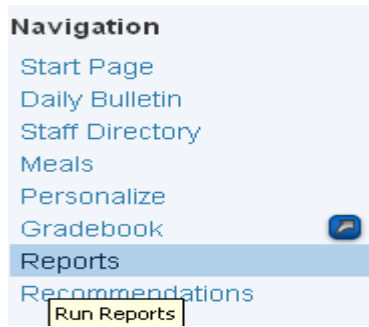 Navigation
Start Page
Daily Bulletin
Staff Directory
Meals
Personalize
Gradebook
Reports
Recommendations
Run Reports